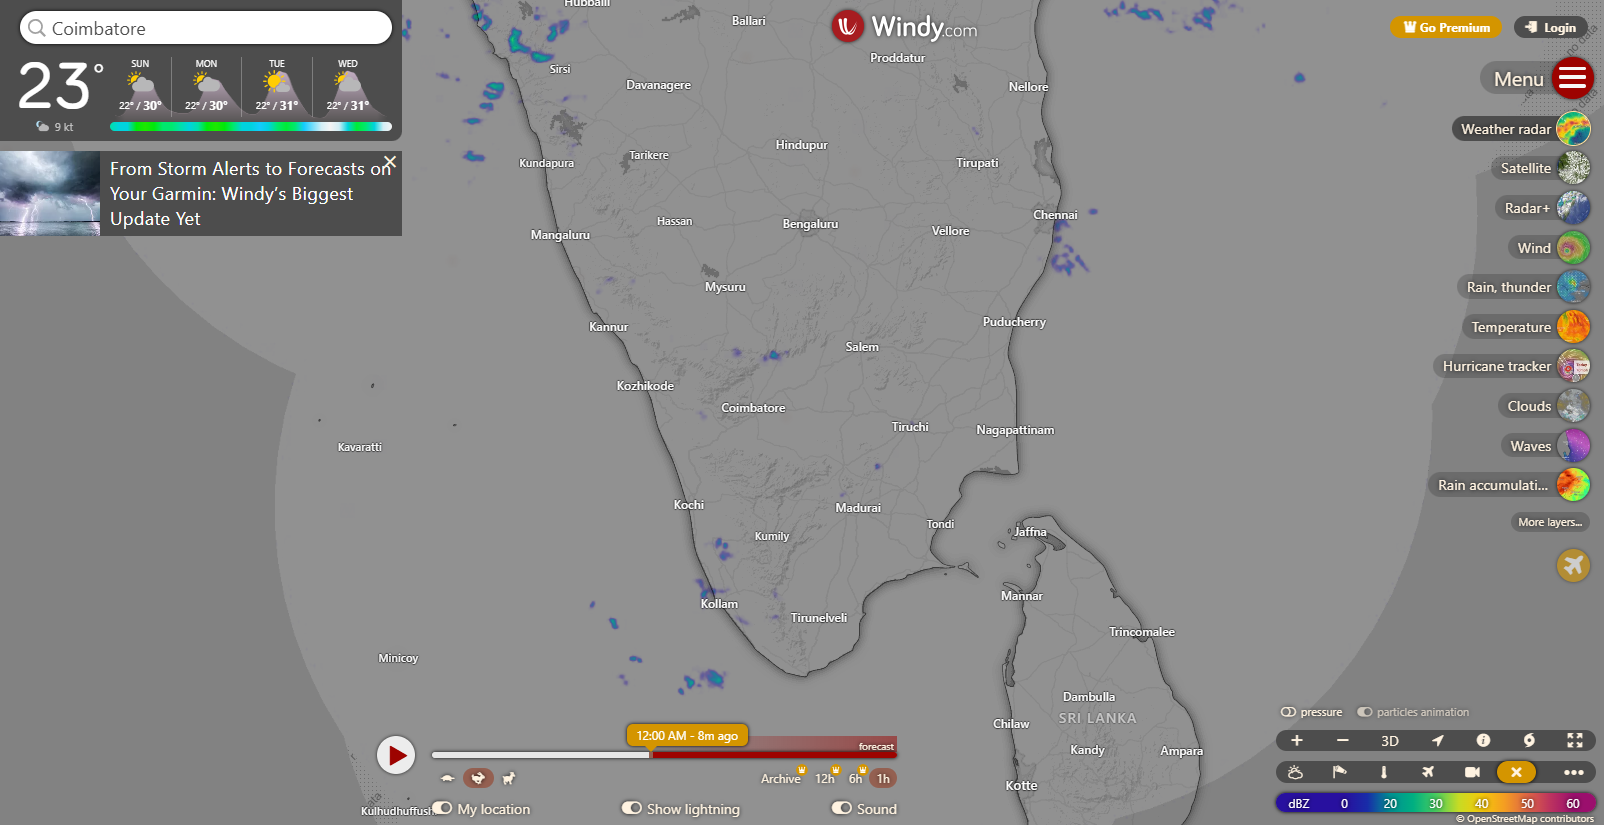 Coimbatore
23°
9 kt
SUN
22° / 30°
MON
22° / 30°
TUE
22° / 31°
WED
22° / 31°
From Storm Alerts to Forecasts on
Your Garmin: Windy's Biggest
Update Yet
Windy.com
Go Premium
Login
Menu
Weather radar
Satellite
Radar+
Wind
Rain, thunder
Temperature
Hurricane tracker
Clouds
Waves
Rain accumulati...
More layers...
no data
Hubballi
Ballari
Proddatur
Sirsi
Davanagere
Nellore
Hindupur
Kundapura
Tarikere
Tirupati
Chennai
Hassan
Bengaluru
Vellore
Mangaluru
Mysuru
Kannur
Puducherry
Salem
Kozhikode
Coimbatore
Tiruchi
Nagapattinam
Kavaratti
Kochi
Madurai
Tondi
Kumily
Jaffna
Mannar
Kollam
Tirunelveli
Trincomalee
Minicoy
Dambulla
SRI LANKA
Chilaw
Kandy
Ampara
Kotte
Kulhudhuffushi
12:00 AM - 8m ago
forecast
Archive
12h
6h
1h
My location
Show lightning
Sound
pressure
particles animation
3D
dBZ 0 20 30 40 50 60
© OpenStreetMap contributors